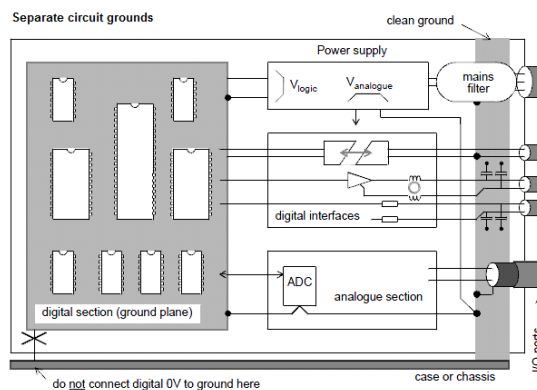 Separate circuit grounds
clean ground
Power supply
Vlogic
Vanalogue
mains
filter
digital interfaces
ADC
analogue section
digital section (ground plane)
I/O ports
case or chassis
do not connect digital 0V to ground here